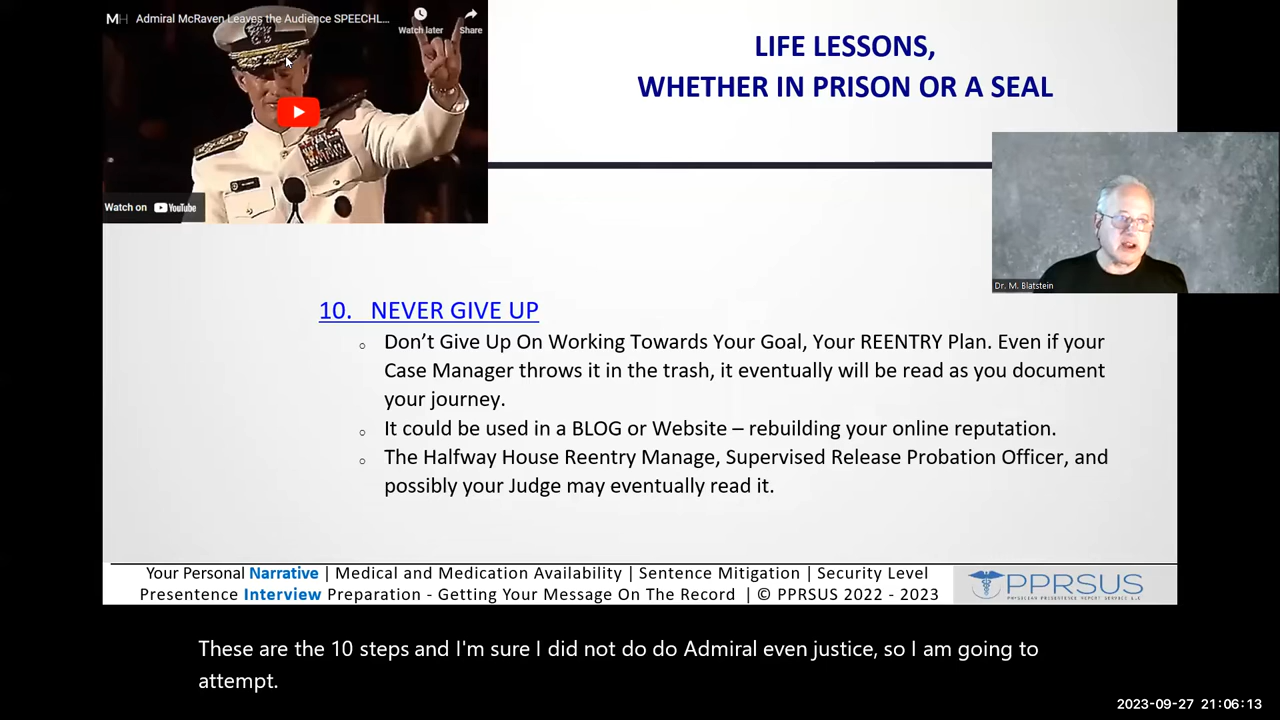 Admiral McRaven Leaves the Audience SPEECHL...
Watch later
Share
Watch on YouTube
LIFE LESSONS,
WHETHER IN PRISON OR A SEAL
Dr. M. Blatstein
10. NEVER GIVE UP
Don’t Give Up On Working Towards Your Goal, Your REENTRY Plan. Even if your
Case Manager throws it in the trash, it eventually will be read as you document
your journey.
It could be used in a BLOG or Website – rebuilding your online reputation.
The Halfway House Reentry Manage, Supervised Release Probation Officer, and
possibly your Judge may eventually read it.
Your Personal Narrative | Medical and Medication Availability | Sentence Mitigation | Security Level
Presentence Interview Preparation - Getting Your Message On The Record | © PPRSUS 2022 - 2023
PPRSUS
PHYSICIAN PRESENTENCE REPORT SERVICE LLC
These are the 10 steps and I'm sure I did not do do Admiral even justice, so I am going to
attempt.
2023-09-27 21:06:13